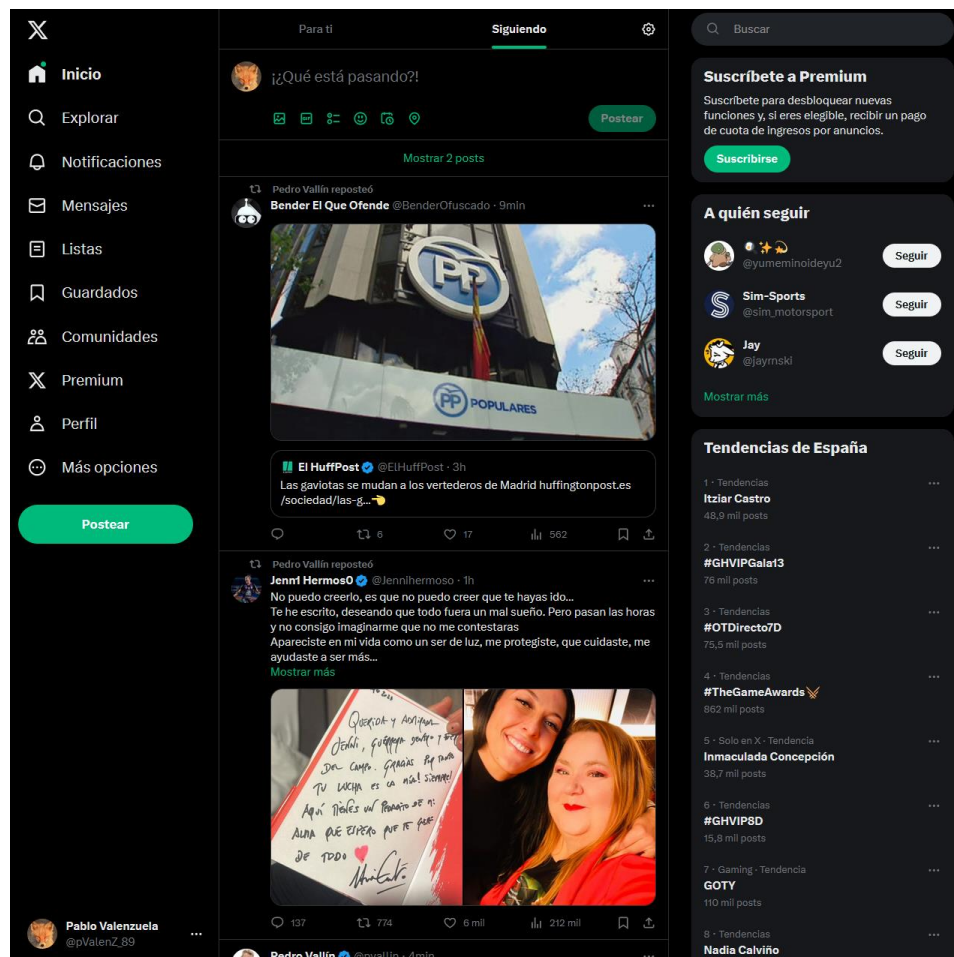 Inicio
Explorar
Notificaciones
Mensajes
Listas
Guardados
Comunidades
Premium
Perfil
Más opciones
Postear
Pablo Valenzuela
@pValenZ_89
Para ti
Siguiendo
¡¿Qué está pasando?!
GIF
Postear
Mostrar 2 posts
Pedro Vallín reposteó
Bender El Que Ofende @BenderOfuscado · 9min
PP
PP POPULARES
El HuffPost @ElHuffPost · 3h
Las gaviotas se mudan a los vertederos de Madrid huffingtonpost.es
/sociedad/las-g...
6
17
562
Pedro Vallín reposteó
Jenn1 Hermos0 @Jennihermoso · 1h
No puedo creerlo, es que no puedo creer que te hayas ido...
Te he escrito, deseando que todo fuera un mal sueño. Pero pasan las horas
y no consigo imaginarme que no me contestaras
Apareciste en mi vida como un ser de luz, me protegiste, que cuidaste, me
ayudaste a ser más...
Mostrar más
QUERIDA Y ADMIRADA
JENNI, GUERRERA DENTRO Y FUERA
DEL CAMPO. GRACIAS POR TANTO
TU LUCHA ES LA MÍA! SIEMPRE!
AQUÍ TIENES UN PEDACITO DE MI
ALMA QUE ESPERO QUE TE
DE TODO
137
774
6 mil
212 mil
Pedro Vallín @pvallin · 4min
Buscar
Suscríbete a Premium
Suscríbete para desbloquear nuevas
funciones y, si eres elegible, recibir un pago
de cuota de ingresos por anuncios.
Suscribirse
A quién seguir
@yumeminoideyu2
Seguir
Sim-Sports
@sim_motorsport
Seguir
Jay
@jayrnski
Seguir
Mostrar más
Tendencias de España
1 · Tendencias
Itziar Castro
48,9 mil posts
2 · Tendencias
#GHVIPGala13
76 mil posts
3 · Tendencias
#OTDirecto7D
75,5 mil posts
4 · Tendencias
#TheGameAwards
862 mil posts
5 · Solo en X · Tendencia
Inmaculada Concepción
38,7 mil posts
6 · Tendencias
#GHVIP8D
15,8 mil posts
7 · Gaming · Tendencia
GOTY
110 mil posts
8 · Tendencias
Nadia Calviño